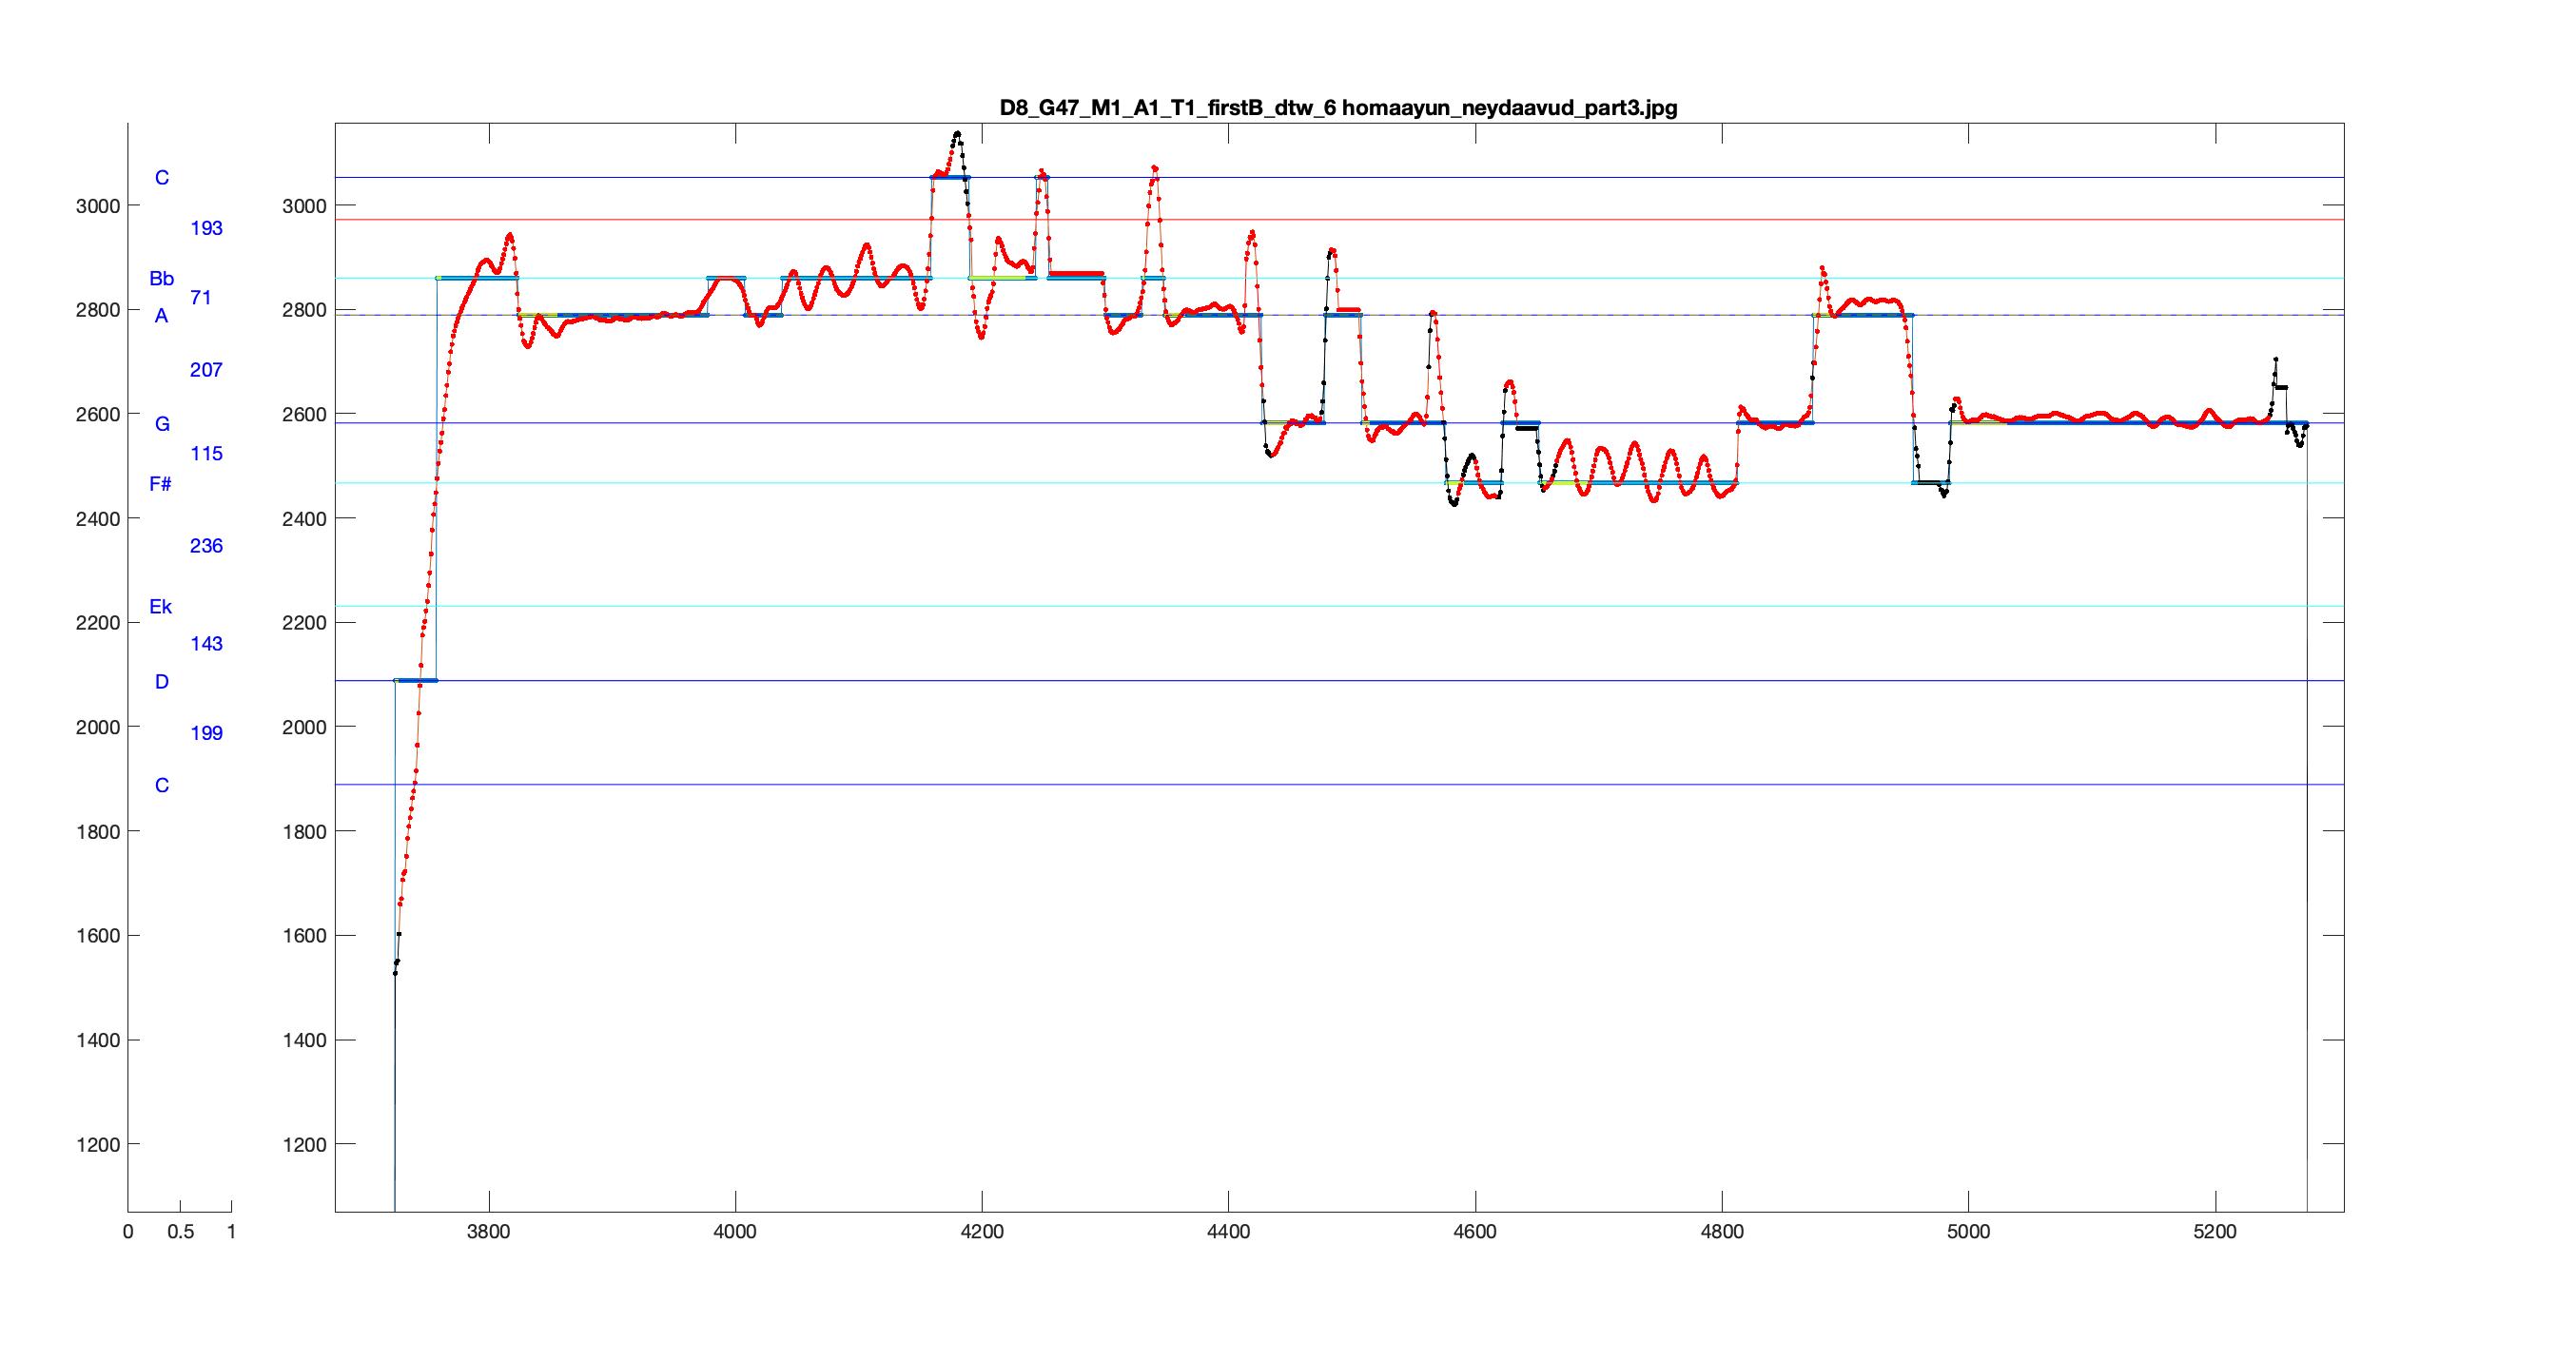 D8_G47_M1_A1_T1_firstB_dtw_6 homaayun_neydaavud_part3.jpg
C
3000 3000
193
Bb
71
2800 A 2800
207
2600 G 2600
115
F#
2400 2400
236
Ek
2200 2200
143
D
2000 199 2000
C
1800 1800
1600 1600
1400 1400
1200 1200
0 0.5 1 3800 4000 4200 4400 4600 4800 5000 5200